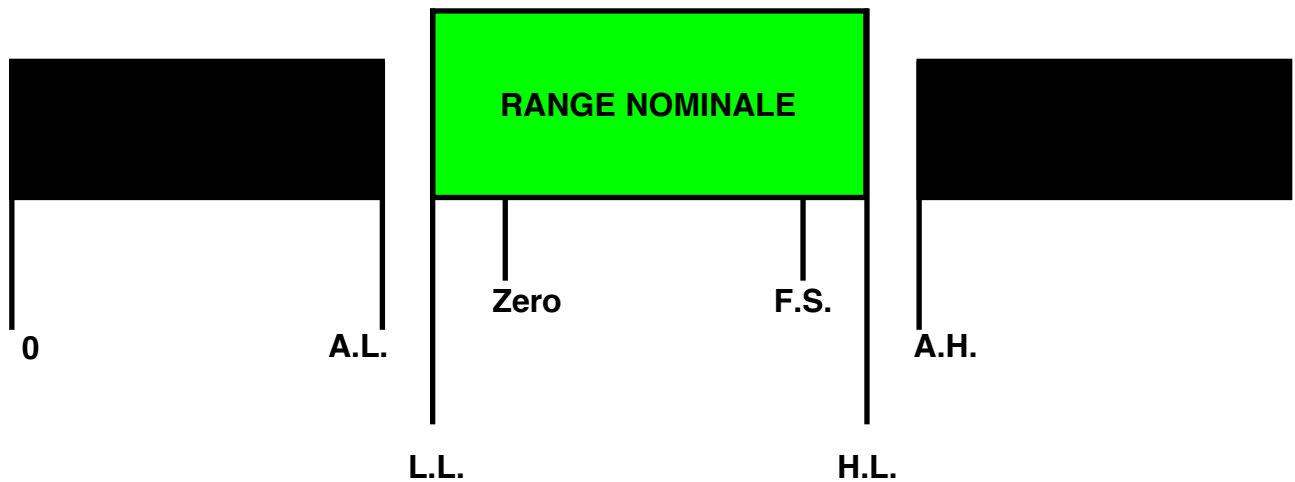 RANGE NOMINALE
Zero F.S.
0 A.L. A.H.
L.L. H.L.